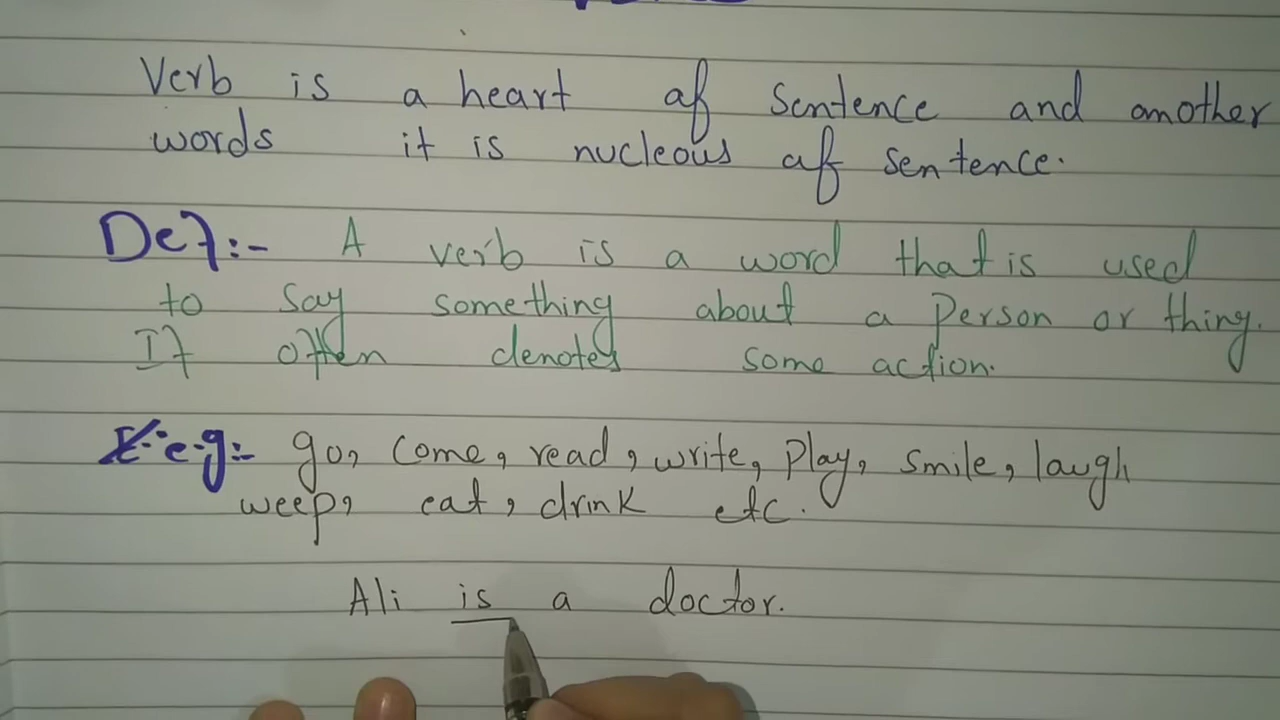 Verb is a heart of Sentence and another
words it is nucleous of sentence.
Def:- A verb is a word that is used
to say something about a person or thing.
It often denotes some action.
e.g:- go, come, read, write, play, smile, laugh
weep, eat, drink etc.
Ali is a doctor.